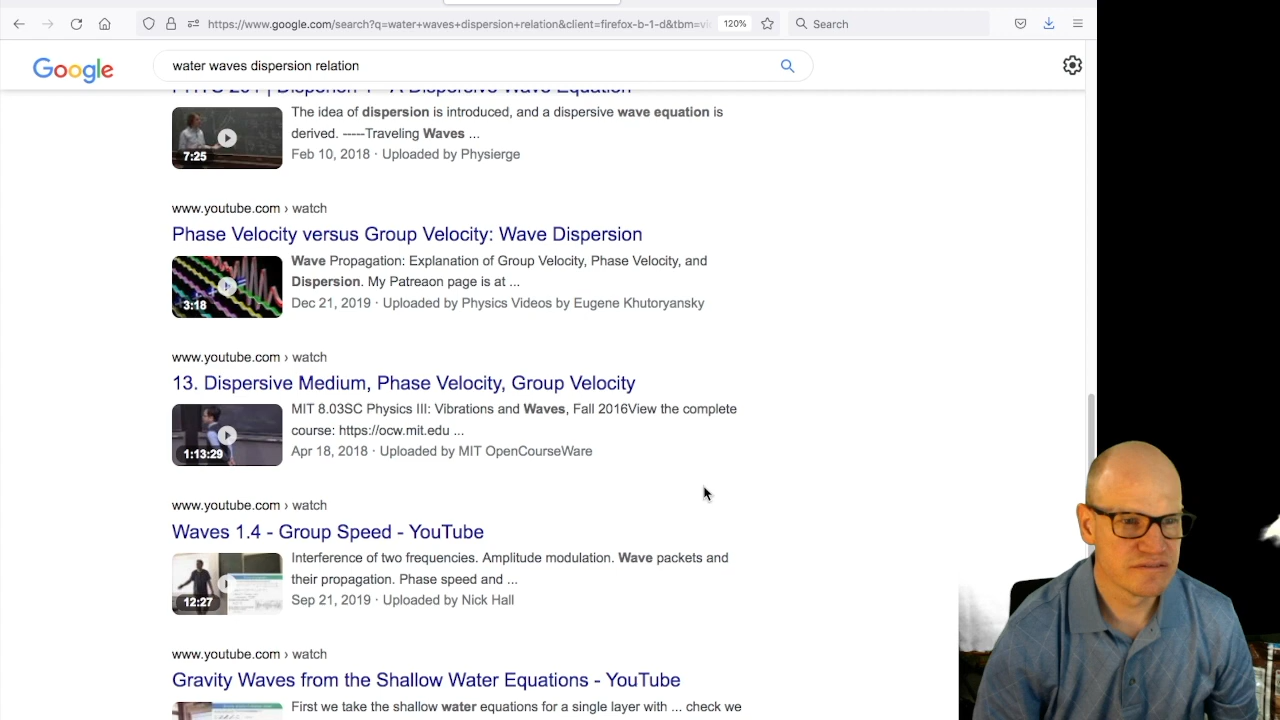 https://www.google.com/search?q=water+waves+dispersion+relation&client=firefox-b-1-d&tbm=vi
120%
Search
Google
water waves dispersion relation
The idea of dispersion is introduced, and a dispersive wave equation is
derived. -----Traveling Waves ...
7:25
Feb 10, 2018 · Uploaded by Physierge
www.youtube.com › watch
Phase Velocity versus Group Velocity: Wave Dispersion
Wave Propagation: Explanation of Group Velocity, Phase Velocity, and
Dispersion. My Patreon page is at ...
3:18
Dec 21, 2019 · Uploaded by Physics Videos by Eugene Khutoryansky
www.youtube.com › watch
13. Dispersive Medium, Phase Velocity, Group Velocity
MIT 8.03SC Physics III: Vibrations and Waves, Fall 2016View the complete
course: https://ocw.mit.edu ...
1:13:29
Apr 18, 2018 · Uploaded by MIT OpenCourseWare
www.youtube.com › watch
Waves 1.4 - Group Speed - YouTube
Interference of two frequencies. Amplitude modulation. Wave packets and
their propagation. Phase speed and ...
12:27
Sep 21, 2019 · Uploaded by Nick Hall
www.youtube.com › watch
Gravity Waves from the Shallow Water Equations - YouTube
First we take the shallow water equations for a single layer with ... check we